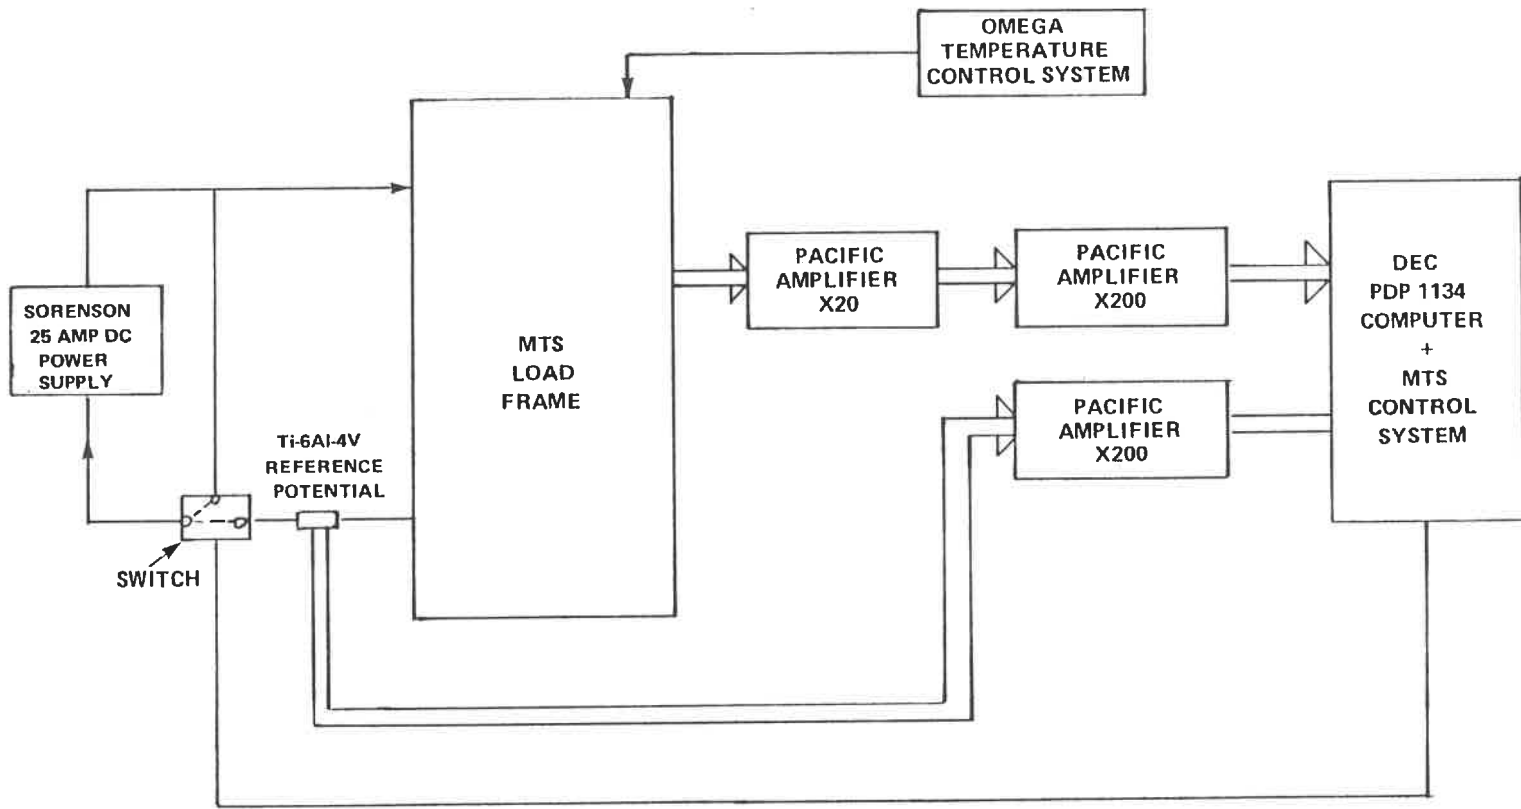 OMEGA
TEMPERATURE
CONTROL SYSTEM
SORENSON
25 AMP DC
POWER
SUPPLY
MTS
LOAD
FRAME
PACIFIC
AMPLIFIER
X20
PACIFIC
AMPLIFIER
X200
DEC
PDP 1134
COMPUTER
+
MTS
CONTROL
SYSTEM
PACIFIC
AMPLIFIER
X200
Ti-6Al-4V
REFERENCE
POTENTIAL
SWITCH